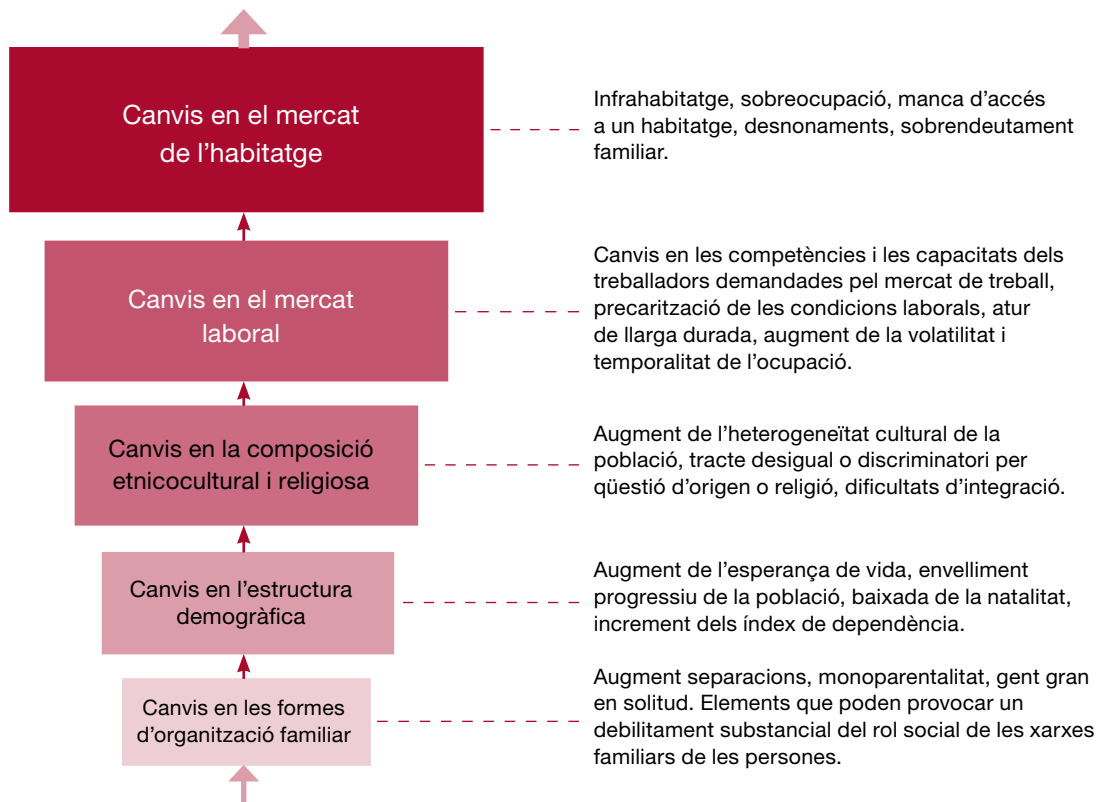 Canvis en el mercat
de l’habitatge
Infrahabitatge, sobreocupació, manca d’accés
a un habitatge, desnonaments, sobrendeutament
familiar.
Canvis en el mercat
laboral
Canvis en les competències i les capacitats dels
treballadors demandades pel mercat de treball,
precarització de les condicions laborals, atur
de llarga durada, augment de la volatilitat i
temporalitat de l’ocupació.
Canvis en la composició
etnicocultural i religiosa
Augment de l’heterogeneïtat cultural de la
població, tracte desigual o discriminatori per
qüestió d’origen o religió, dificultats d’integració.
Canvis en l’estructura
demogràfica
Augment de l’esperança de vida, envelliment
progressiu de la població, baixada de la natalitat,
increment dels índex de dependència.
Canvis en les formes
d’organització familiar
Augment separacions, monoparentalitat, gent gran
en solitud. Elements que poden provocar un
debilitament substancial del rol social de les xarxes
familiars de les persones.